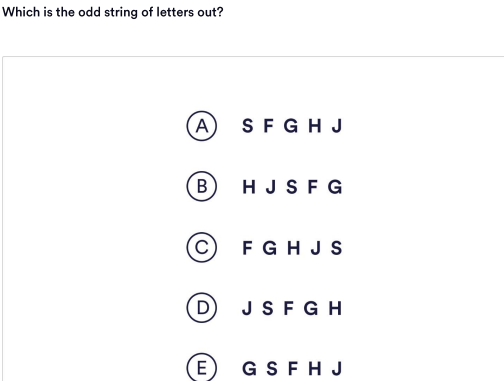 Which is the odd string of letters out?
A S F G H J
B H J S F G
C F G H J S
D J S F G H
E G S F H J